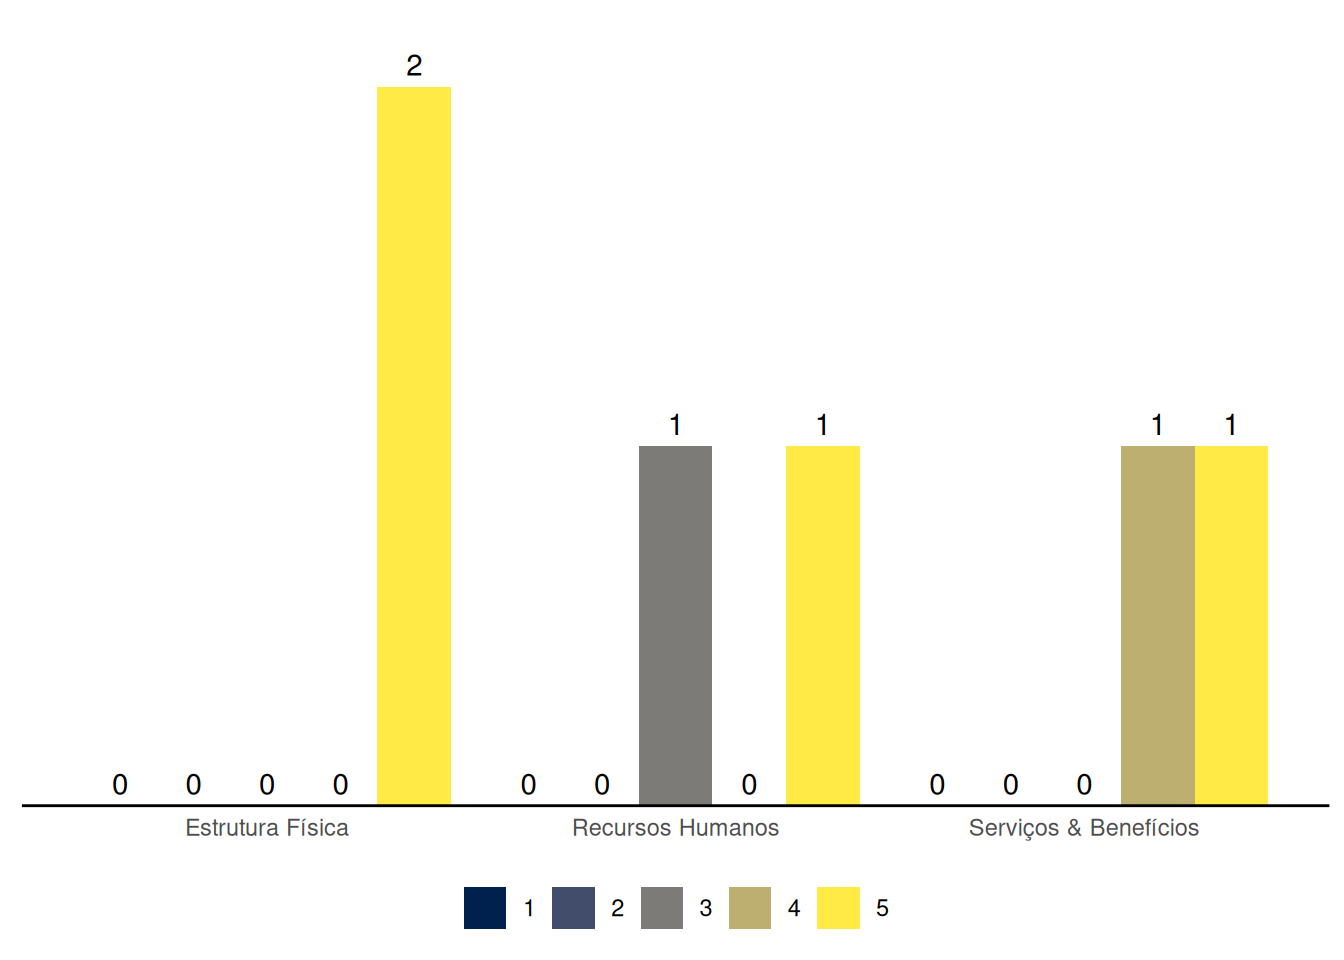 2
1 1 1 1
0 0 0 0 0 0 0 0 0 0
Estrutura Física Recursos Humanos Serviços & Benefícios
1 2 3 4 5